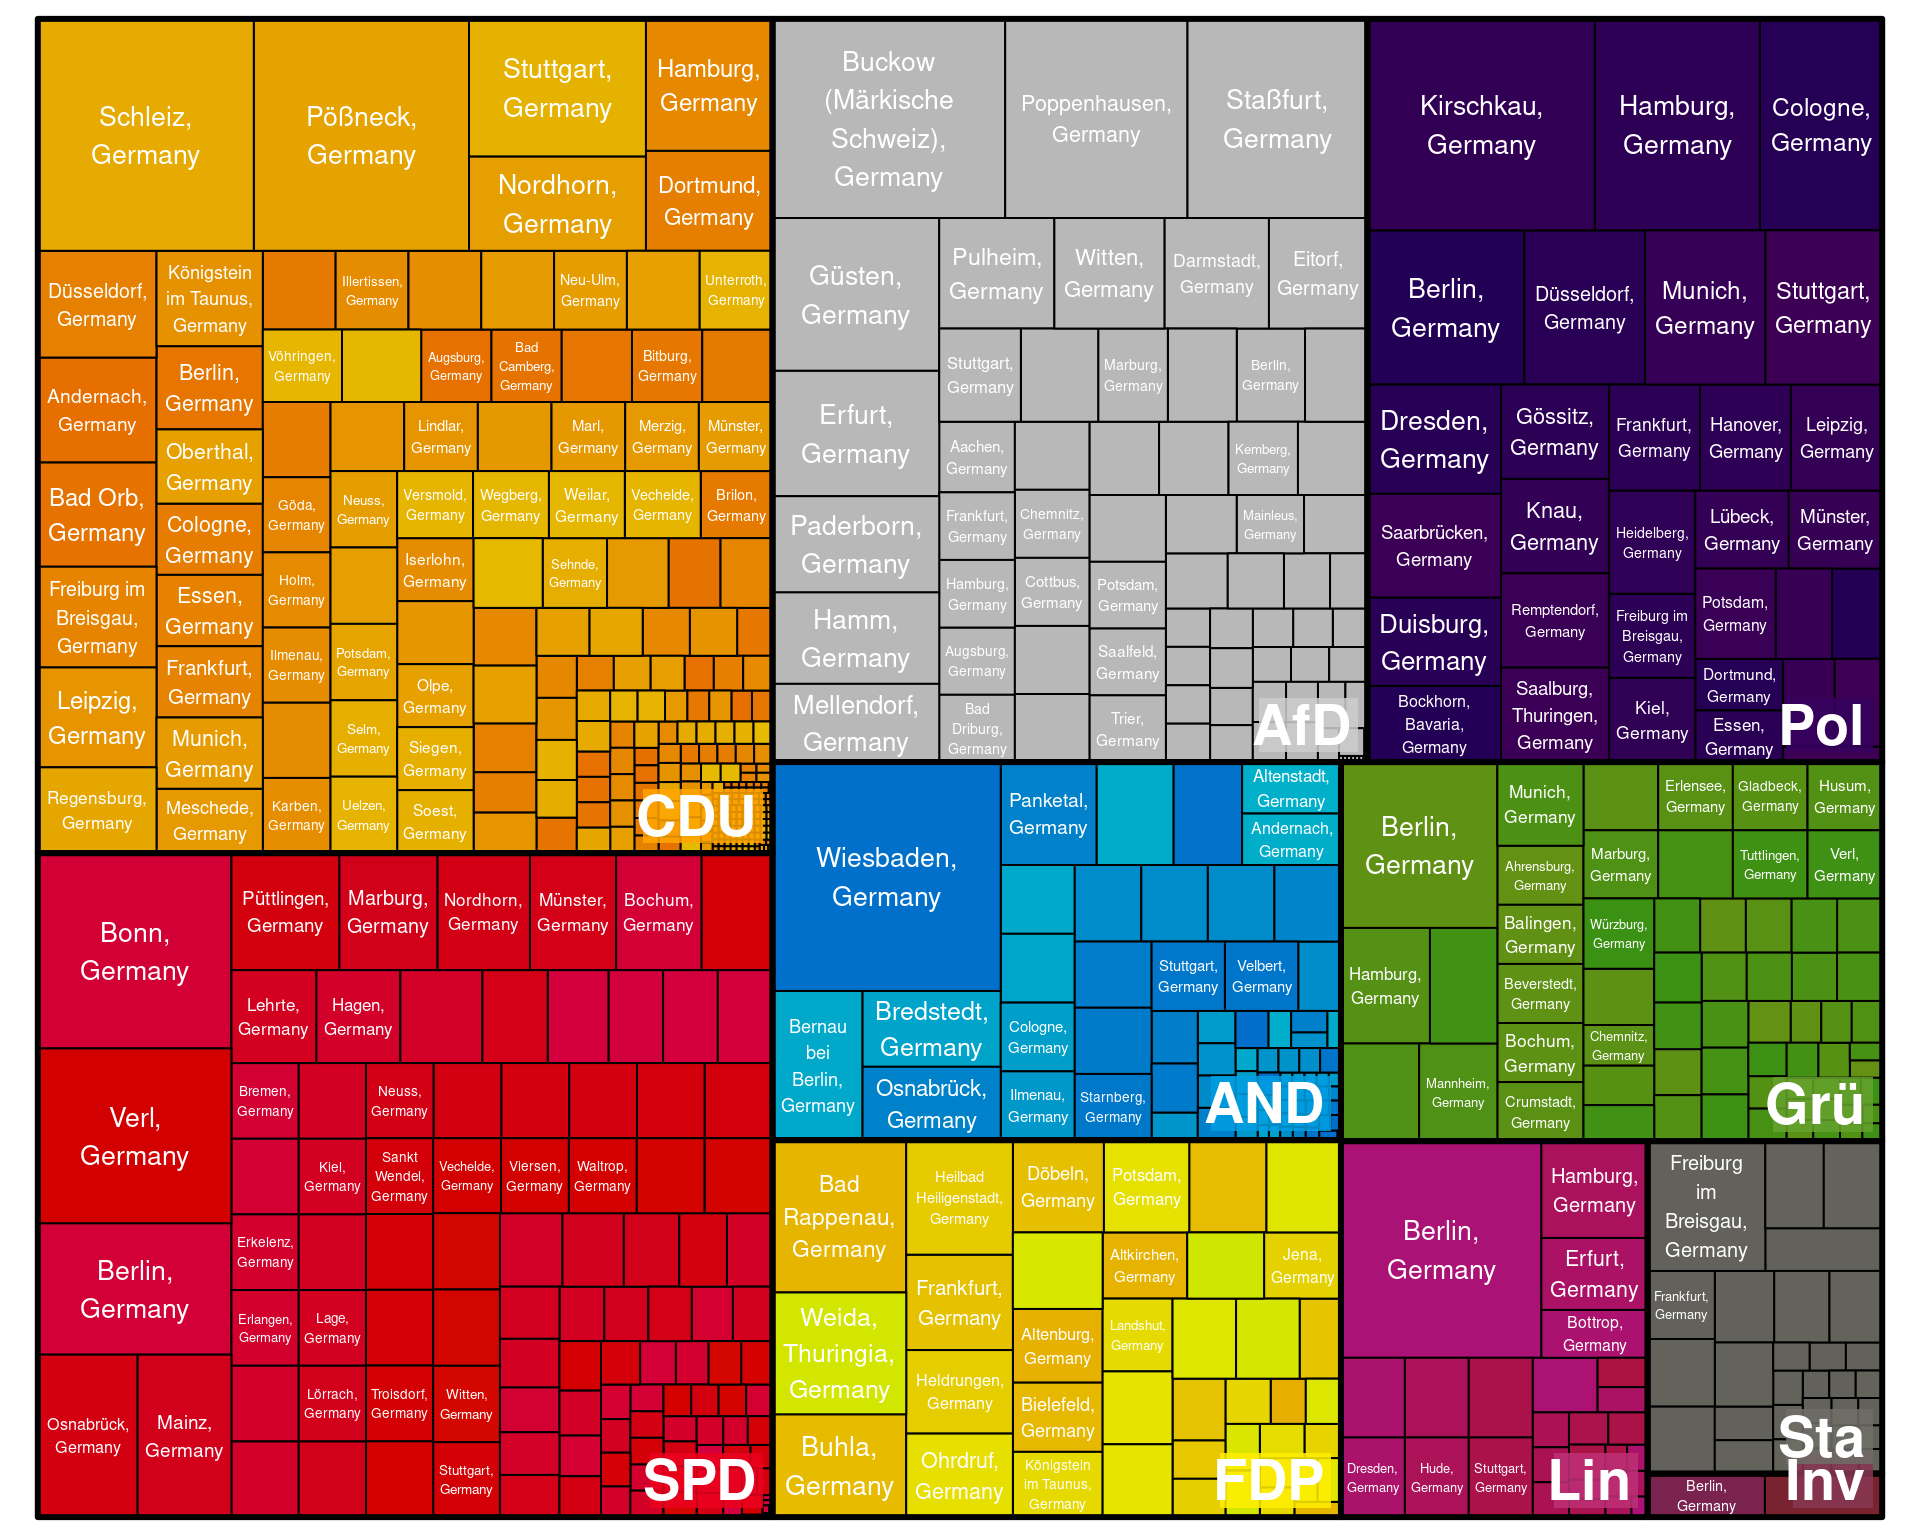 Schleiz,
Germany
Pößneck,
Germany
Stuttgart,
Germany
Nordhorn,
Germany
Hamburg,
Germany
Dortmund,
Germany
Düsseldorf,
Germany
Andernach,
Germany
Bad Orb,
Germany
Freiburg im
Breisgau,
Germany
Leipzig,
Germany
Regensburg,
Germany
Königstein
im Taunus,
Germany
Berlin,
Germany
Oberthal,
Germany
Cologne,
Germany
Essen,
Germany
Frankfurt,
Germany
Munich,
Germany
Meschede,
Germany
Illertissen,
Germany
Neu-Ulm,
Germany
Unterroth,
Germany
Vöhringen,
Germany
Augsburg,
Germany
Bad
Camberg,
Germany
Bitburg,
Germany
Lindlar,
Germany
Marl,
Germany
Merzig,
Germany
Münster,
Germany
Göda,
Germany
Neuss,
Germany
Versmold,
Germany
Wegberg,
Germany
Weilar,
Germany
Vechelde,
Germany
Brilon,
Germany
Holm,
Germany
Iserlohn,
Germany
Sehnde,
Germany
Ilmenau,
Germany
Potsdam,
Germany
Olpe,
Germany
Selm,
Germany
Siegen,
Germany
Karben,
Germany
Uelzen,
Germany
Soest,
Germany
CDU
Buckow
(Märkische
Schweiz),
Germany
Poppenhausen,
Germany
Staßfurt,
Germany
Güsten,
Germany
Erfurt,
Germany
Paderborn,
Germany
Hamm,
Germany
Mellendorf,
Germany
Pulheim,
Germany
Witten,
Germany
Darmstadt,
Germany
Eitorf,
Germany
Stuttgart,
Germany
Marburg,
Germany
Berlin,
Germany
Aachen,
Germany
Kemberg,
Germany
Frankfurt,
Germany
Chemnitz,
Germany
Mainleus,
Germany
Hamburg,
Germany
Cottbus,
Germany
Potsdam,
Germany
Augsburg,
Germany
Saalfeld,
Germany
Bad
Driburg,
Germany
Trier,
Germany
AfD
Kirschkau,
Germany
Hamburg,
Germany
Cologne,
Germany
Berlin,
Germany
Düsseldorf,
Germany
Munich,
Germany
Stuttgart,
Germany
Dresden,
Germany
Saarbrücken,
Germany
Duisburg,
Germany
Bockhorn,
Bavaria,
Germany
Gössitz,
Germany
Knau,
Germany
Remptendorf,
Germany
Saalburg,
Thuringen,
Germany
Frankfurt,
Germany
Hanover,
Germany
Leipzig,
Germany
Heidelberg,
Germany
Lübeck,
Germany
Münster,
Germany
Freiburg im
Breisgau,
Germany
Potsdam,
Germany
Kiel,
Germany
Dortmund,
Germany
Essen,
Germany
Pol
Bonn,
Germany
Verl,
Germany
Berlin,
Germany
Osnabrück,
Germany
Mainz,
Germany
Püttlingen,
Germany
Marburg,
Germany
Nordhorn,
Germany
Münster,
Germany
Bochum,
Germany
Lehrte,
Germany
Hagen,
Germany
Bremen,
Germany
Neuss,
Germany
Kiel,
Germany
Sankt
Wendel,
Germany
Vechelde,
Germany
Viersen,
Germany
Waltrop,
Germany
Erkelenz,
Germany
Erlangen,
Germany
Lage,
Germany
Lörrach,
Germany
Troisdorf,
Germany
Witten,
Germany
Stuttgart,
Germany
SPD
Wiesbaden,
Germany
Bernau
bei
Berlin,
Germany
Bredstedt,
Germany
Osnabrück,
Germany
Panketal,
Germany
Altenstadt,
Germany
Andernach,
Germany
Stuttgart,
Germany
Velbert,
Germany
Cologne,
Germany
Ilmenau,
Germany
Starnberg,
Germany
AND
Berlin,
Germany
Hamburg,
Germany
Mannheim,
Germany
Munich,
Germany
Ahrensburg,
Germany
Balingen,
Germany
Beverstedt,
Germany
Bochum,
Germany
Crumstadt,
Germany
Erlensee,
Germany
Gladbeck,
Germany
Husum,
Germany
Marburg,
Germany
Tuttlingen,
Germany
Verl,
Germany
Würzburg,
Germany
Chemnitz,
Germany
Grü
Bad
Rappenau,
Germany
Weida,
Thuringia,
Germany
Buhla,
Germany
Heilbad
Heiligenstadt,
Germany
Frankfurt,
Germany
Heldrungen,
Germany
Ohrdruf,
Germany
Döbeln,
Germany
Potsdam,
Germany
Altkirchen,
Germany
Jena,
Germany
Altenburg,
Germany
Landshut,
Germany
Bielefeld,
Germany
Königstein
im Taunus,
Germany
FDP
Berlin,
Germany
Hamburg,
Germany
Erfurt,
Germany
Bottrop,
Germany
Dresden,
Germany
Hude,
Germany
Stuttgart,
Germany
Lin
Freiburg
im
Breisgau,
Germany
Frankfurt,
Germany
Sta
Berlin,
Germany
Inv